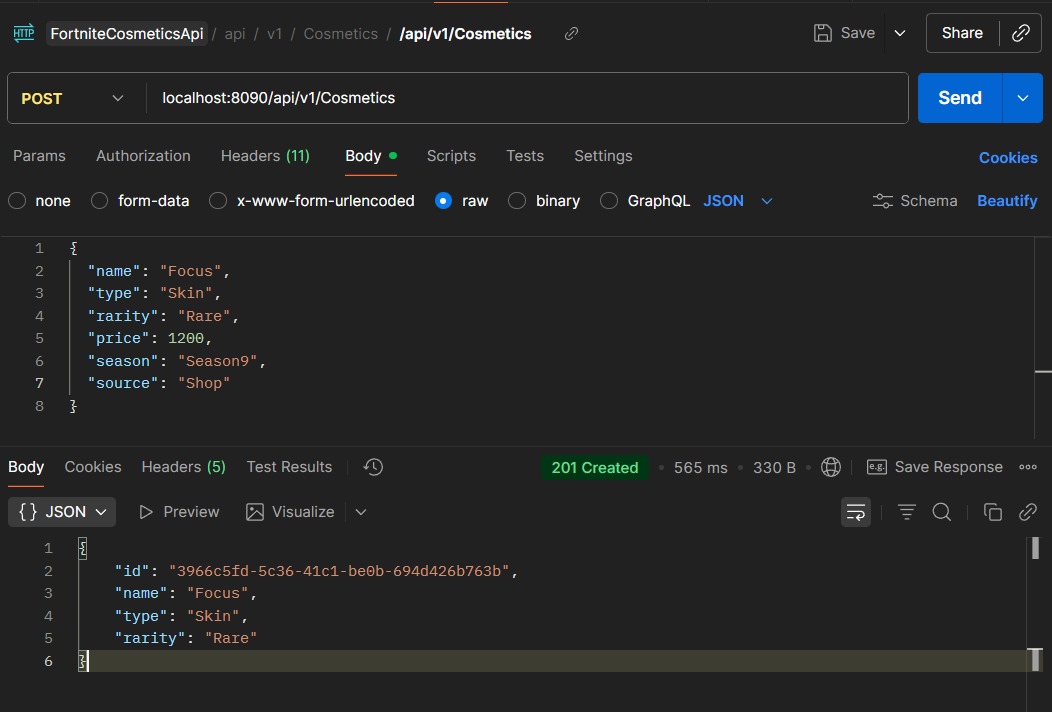 HTTP FortniteCosmeticsApi / api / v1 / Cosmetics / /api/v1/Cosmetics Save Share
POST localhost:8090/api/v1/Cosmetics Send
Params Authorization Headers (11) Body Scripts Tests Settings Cookies
none form-data x-www-form-urlencoded raw binary GraphQL JSON Schema Beautify
1 {
2 "name": "Focus",
3 "type": "Skin",
4 "rarity": "Rare",
5 "price": 1200,
6 "season": "Season9",
7 "source": "Shop"
8 }
Body Cookies Headers (5) Test Results 201 Created • 565 ms • 330 B • e.g. Save Response
{} JSON Preview Visualize
1 {
2 "id": "3966c5fd-5c36-41c1-be0b-694d426b763b",
3 "name": "Focus",
4 "type": "Skin",
5 "rarity": "Rare"
6 }